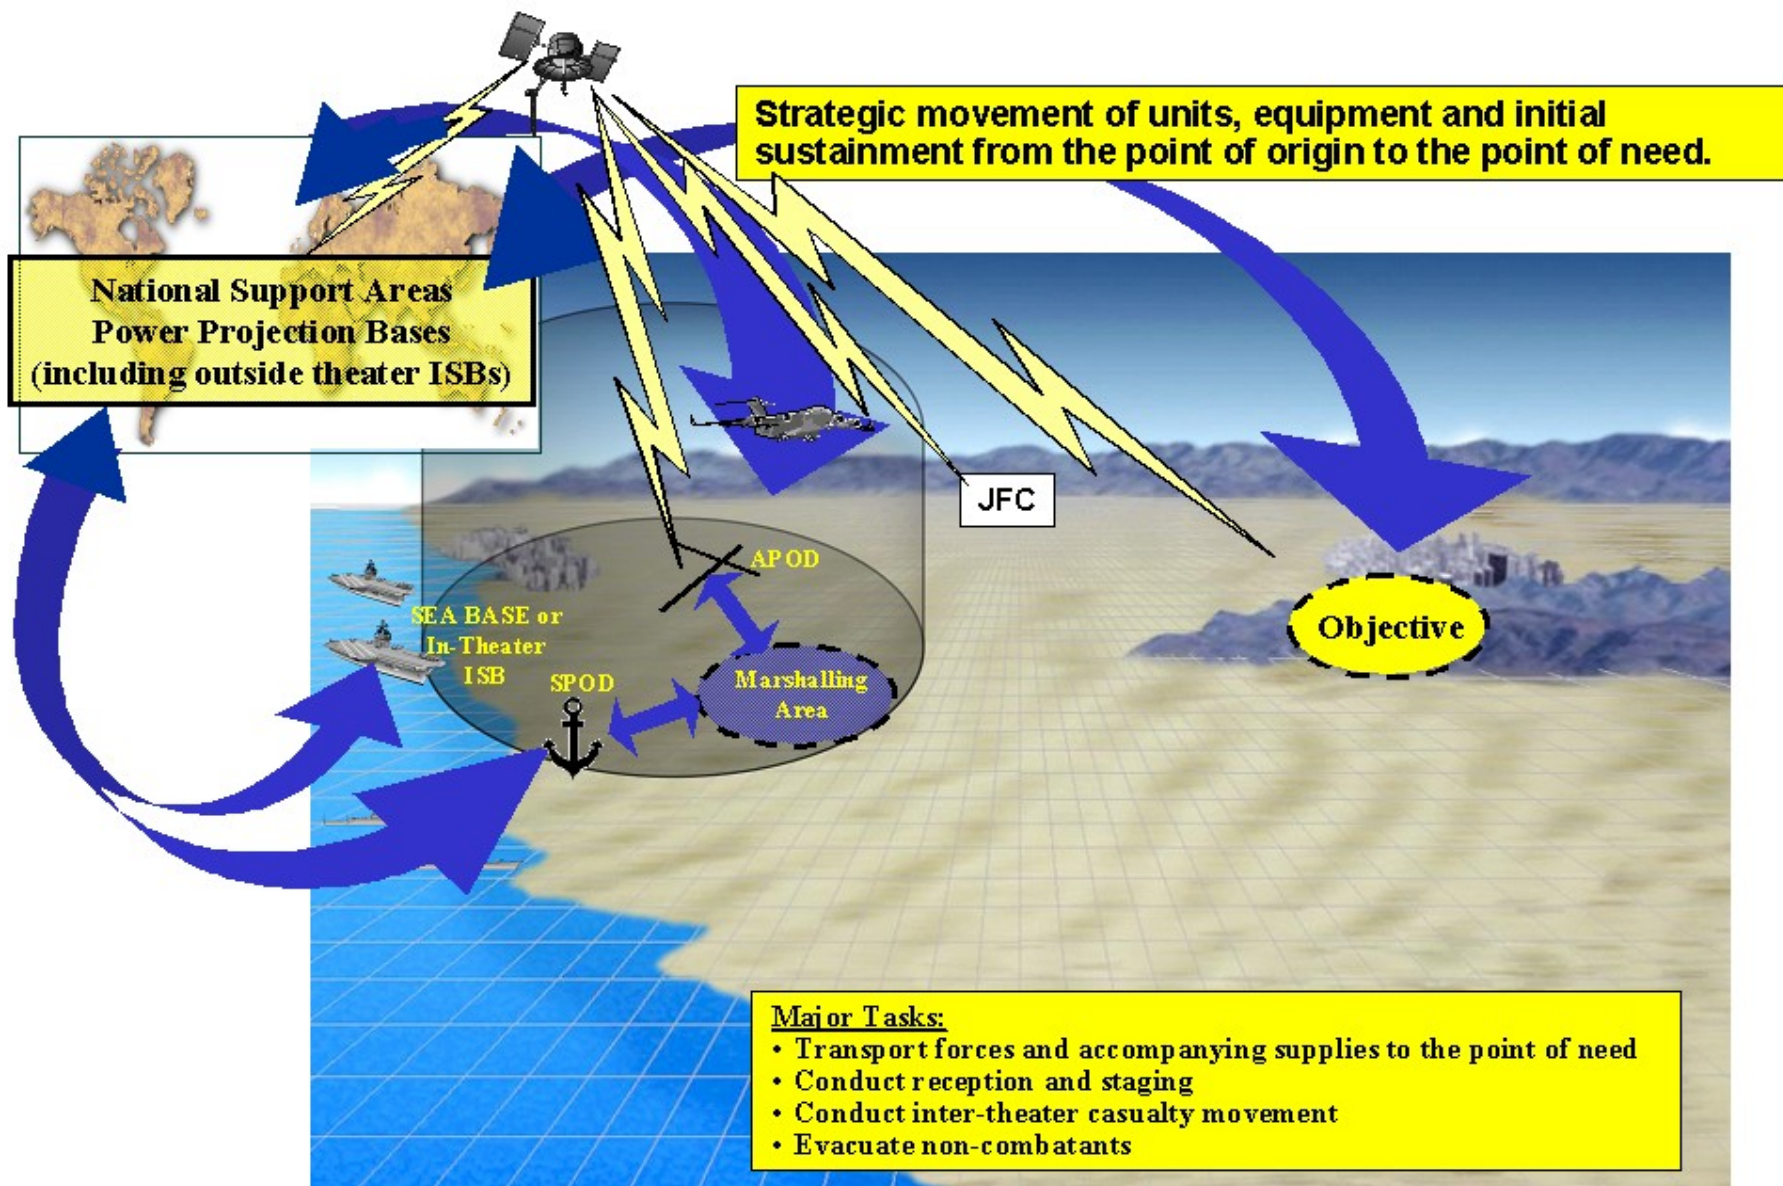 Strategic movement of units, equipment and initial
sustainment from the point of origin to the point of need.
National Support Areas
Power Projection Bases
(including outside theater ISBs)
JFC
APOD
SEA BASE or
In-Theater
ISB
SPOD
Marshalling
Area
Objective
Major Tasks:
• Transport forces and accompanying supplies to the point of need
• Conduct reception and staging
• Conduct inter-theater casualty movement
• Evacuate non-combatants